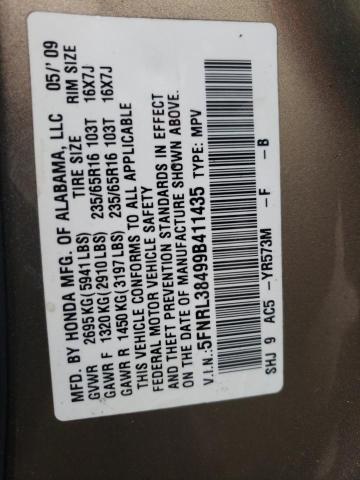 MFD. BY HONDA MFG. OF ALABAMA, LLC 05/' 09
TIRE SIZE RIM SIZE
GVWR 2695 KG(5941 LBS)
GAWR F 1320 KG(2910 LBS) 235/65R16 103T 16X7J
GAWR R 1450 KG(3197 LBS) 235/65R16 103T 16X7J
THIS VEHICLE CONFORMS TO ALL APPLICABLE
FEDERAL MOTOR VEHICLE SAFETY
AND THEFT PREVENTION STANDARDS IN EFFECT
ON THE DATE OF MANUFACTURE SHOWN ABOVE.
V.I.N.:5FNRL38499B411435 TYPE: MPV
SHJ 9 AC5 -YR573M -F -B